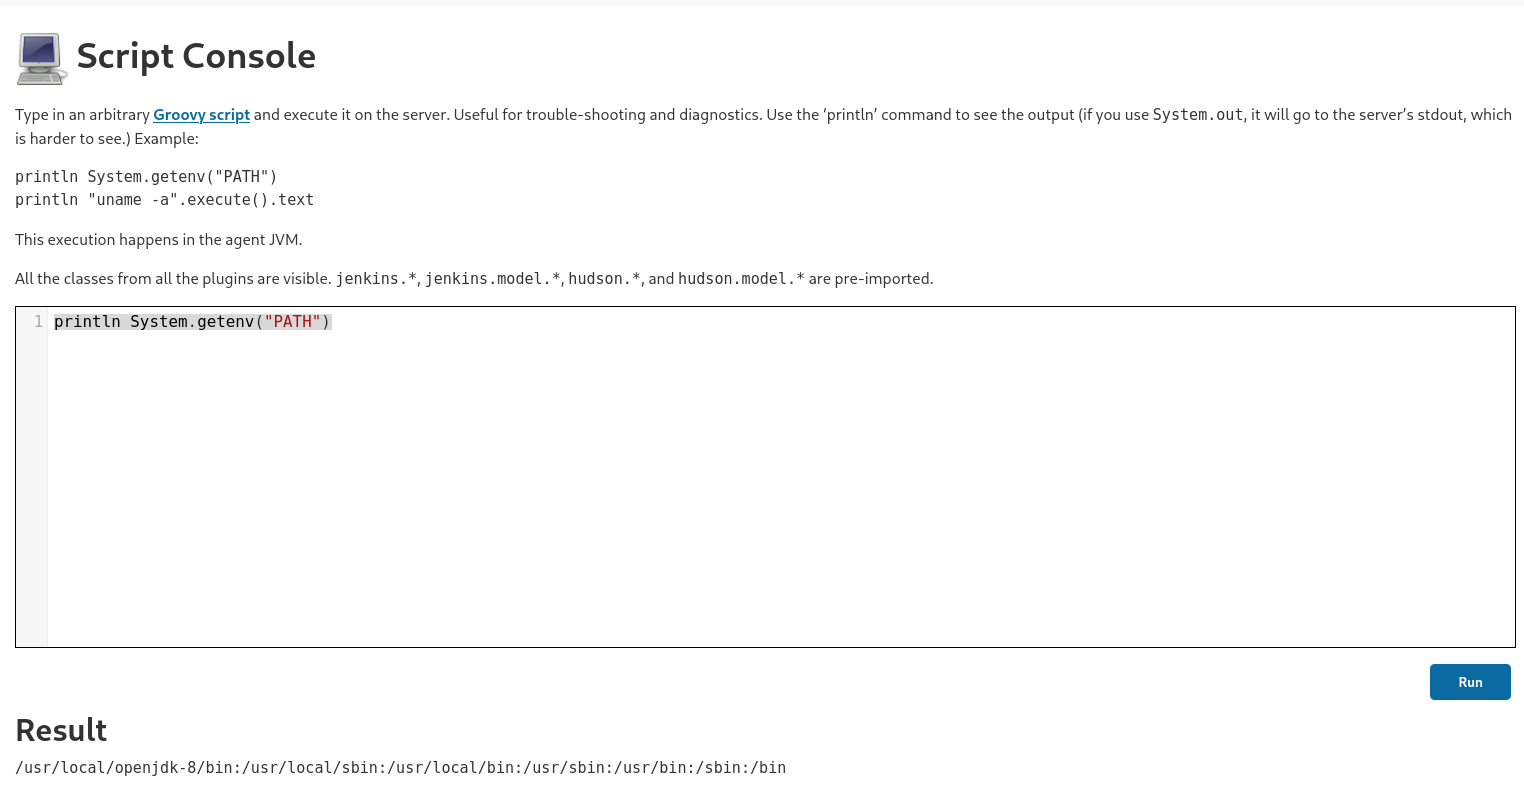 Script Console
Type in an arbitrary Groovy script and execute it on the server. Useful for trouble-shooting and diagnostics. Use the ‘println’ command to see the output (if you use System.out, it will go to the server’s stdout, which
is harder to see.) Example:
println System.getenv("PATH")
println "uname -a".execute().text
This execution happens in the agent JVM.
All the classes from all the plugins are visible. jenkins.*, jenkins.model.*, hudson.*, and hudson.model.* are pre-imported.
1 println System.getenv("PATH")
Run
Result
/usr/local/openjdk-8/bin:/usr/local/sbin:/usr/local/bin:/usr/sbin:/usr/bin:/sbin:/bin